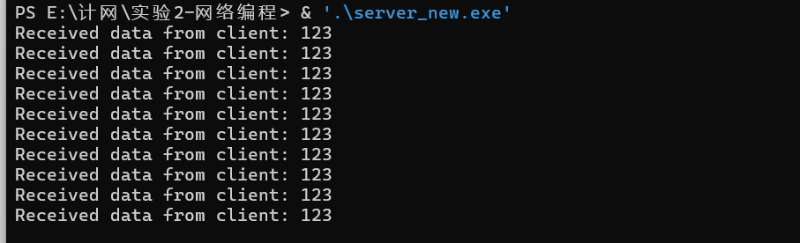 PS E:\计网\实验2-网络编程> & '.\server_new.exe'
Received data from client: 123
Received data from client: 123
Received data from client: 123
Received data from client: 123
Received data from client: 123
Received data from client: 123
Received data from client: 123
Received data from client: 123
Received data from client: 123
Received data from client: 123